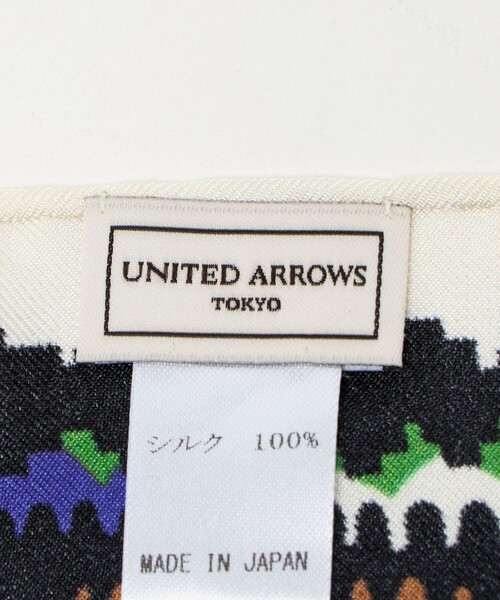 UNITED ARROWS
TOKYO
シルク 100%
MADE IN JAPAN